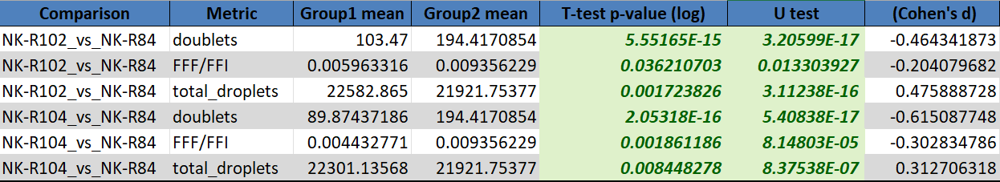 Comparison Metric Group1 mean Group2 mean T-test p-value (log) U test (Cohen's d)
NK-R102_vs_NK-R84 doublets 103.47 194.4170854 5.55165E-15 3.20599E-17 -0.464341873
NK-R102_vs_NK-R84 FFF/FFI 0.005963316 0.009356229 0.036210703 0.013303927 -0.204079682
NK-R102_vs_NK-R84 total_droplets 22582.865 21921.75377 0.001723826 3.11238E-16 0.475888728
NK-R104_vs_NK-R84 doublets 89.87437186 194.4170854 2.05318E-16 5.40838E-17 -0.615087748
NK-R104_vs_NK-R84 FFF/FFI 0.004432771 0.009356229 0.001861186 8.14803E-05 -0.302834786
NK-R104_vs_NK-R84 total_droplets 22301.13568 21921.75377 0.008448278 8.37538E-07 0.312706318